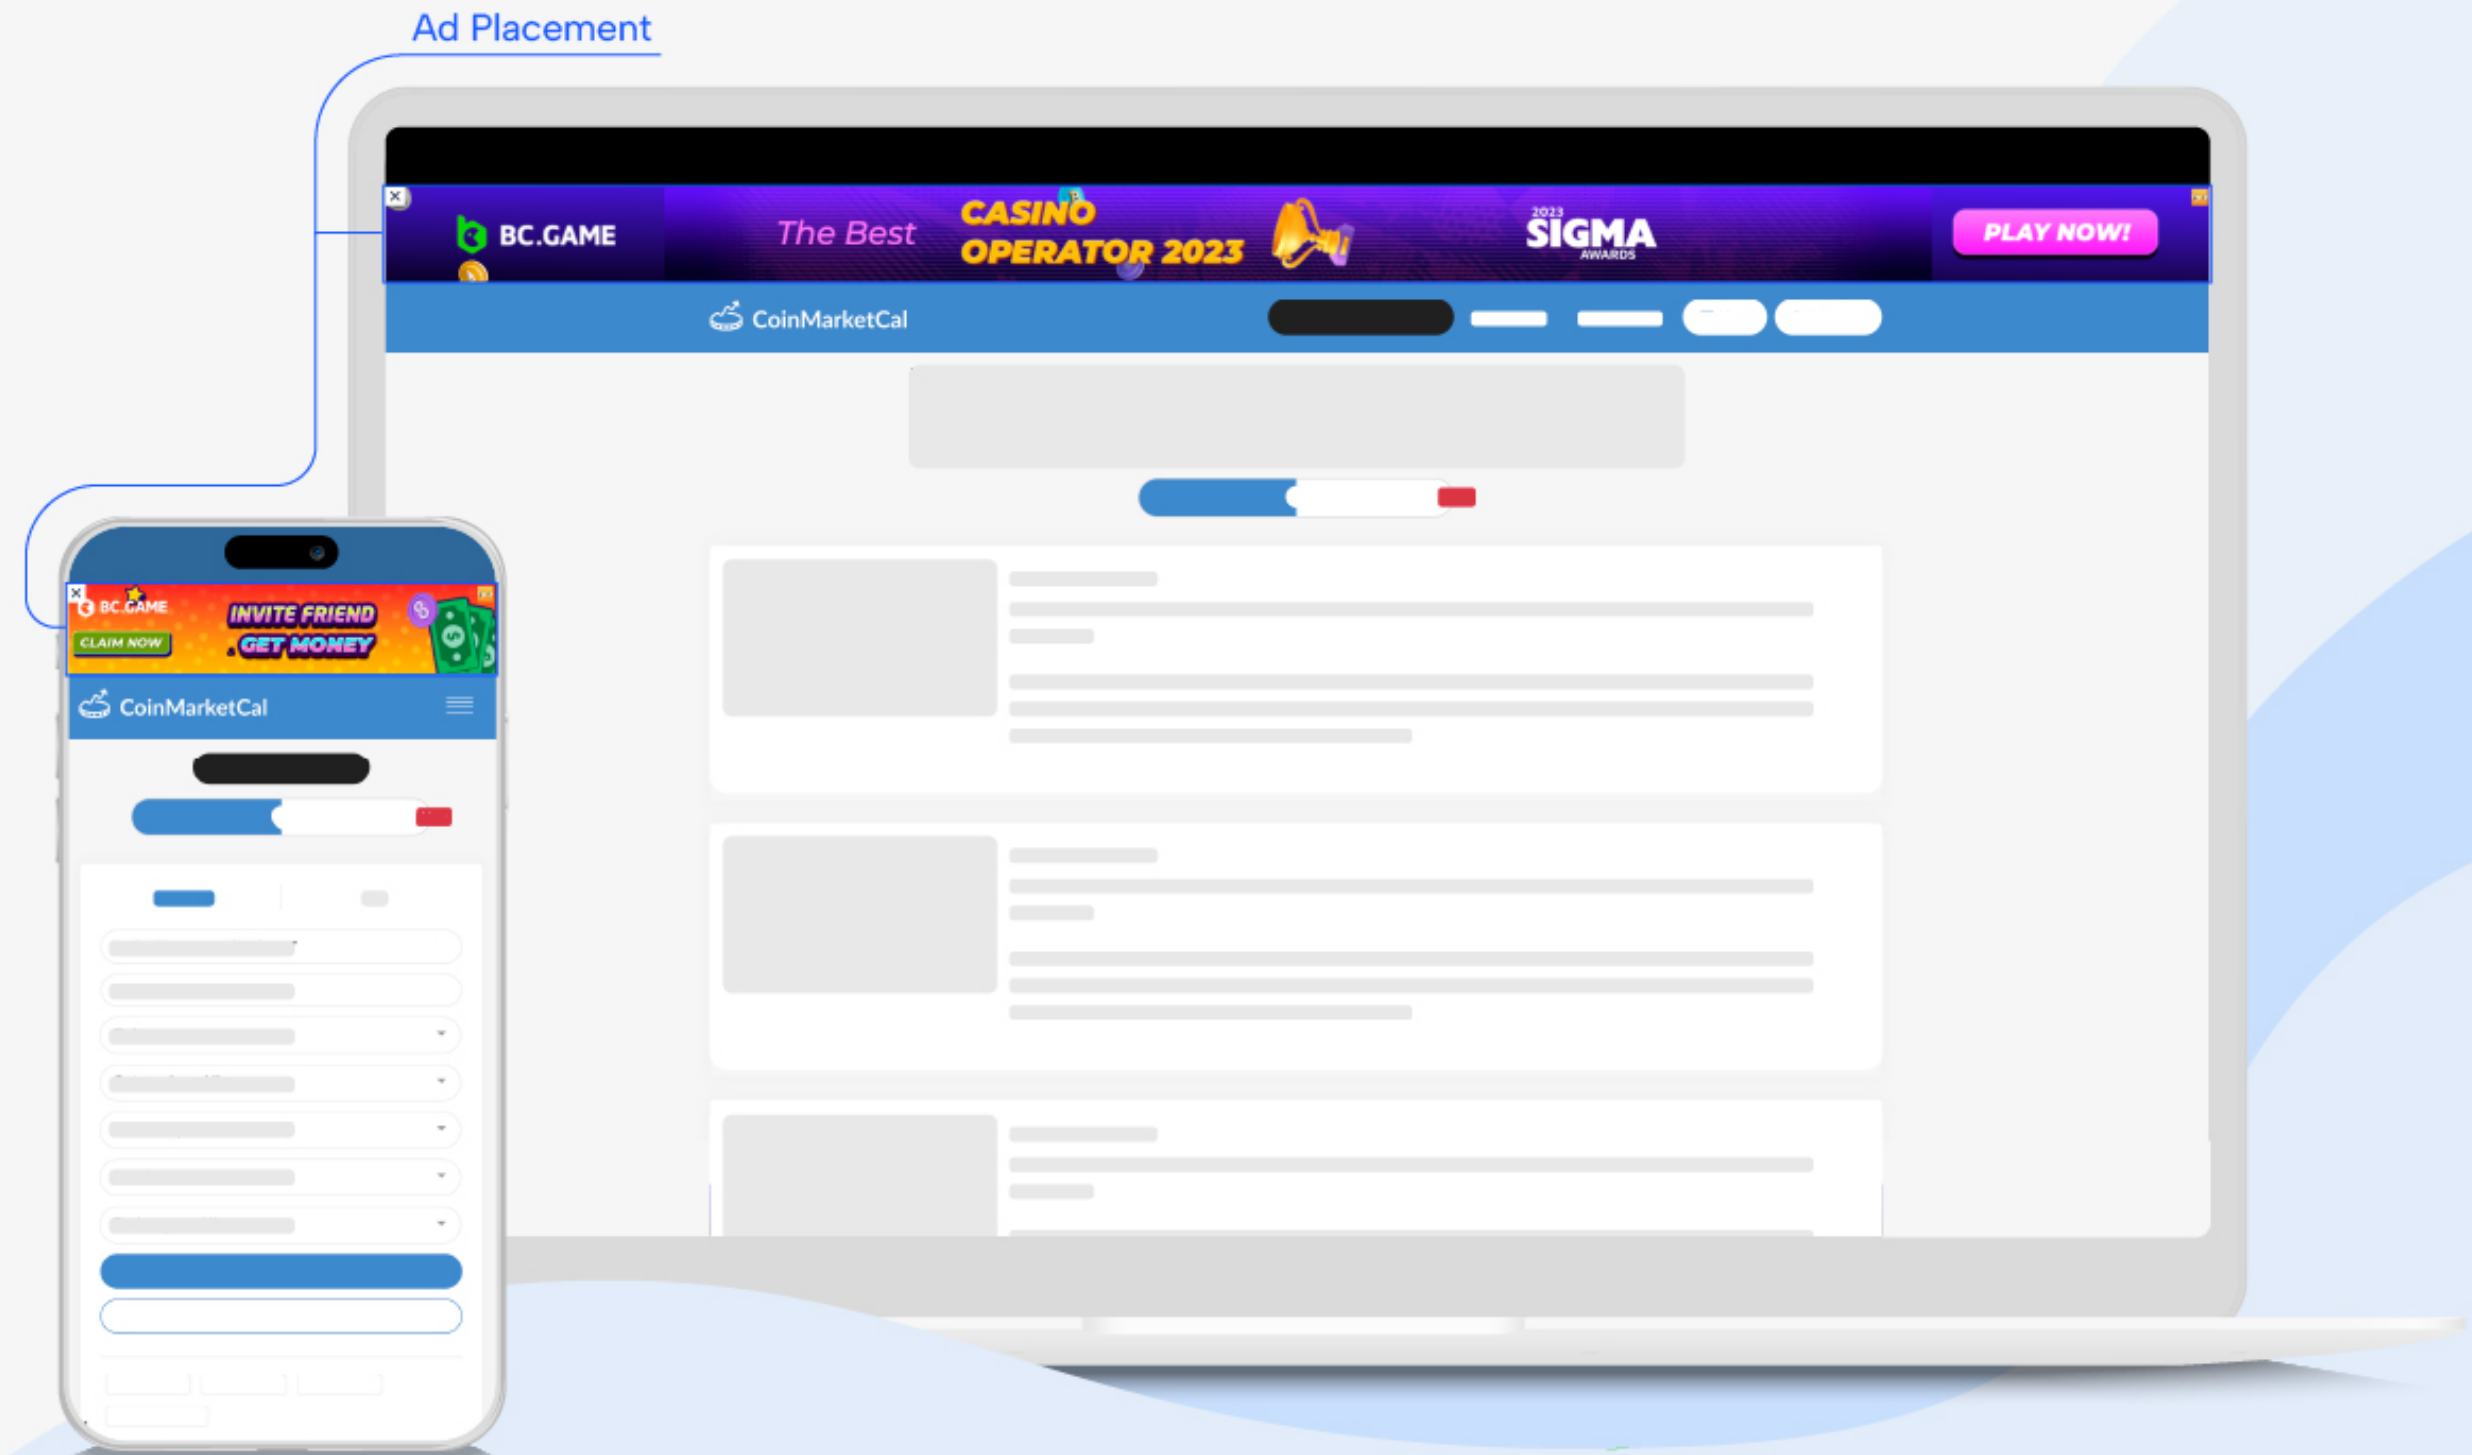 Ad Placement
BC.GAME
The Best
CASINO
OPERATOR 2023
2023
SIGMA
AWARDS
PLAY NOW!
CoinMarketCal
BC.GAME
CLAIM NOW
INVITE FRIEND
& GET MONEY
CoinMarketCal